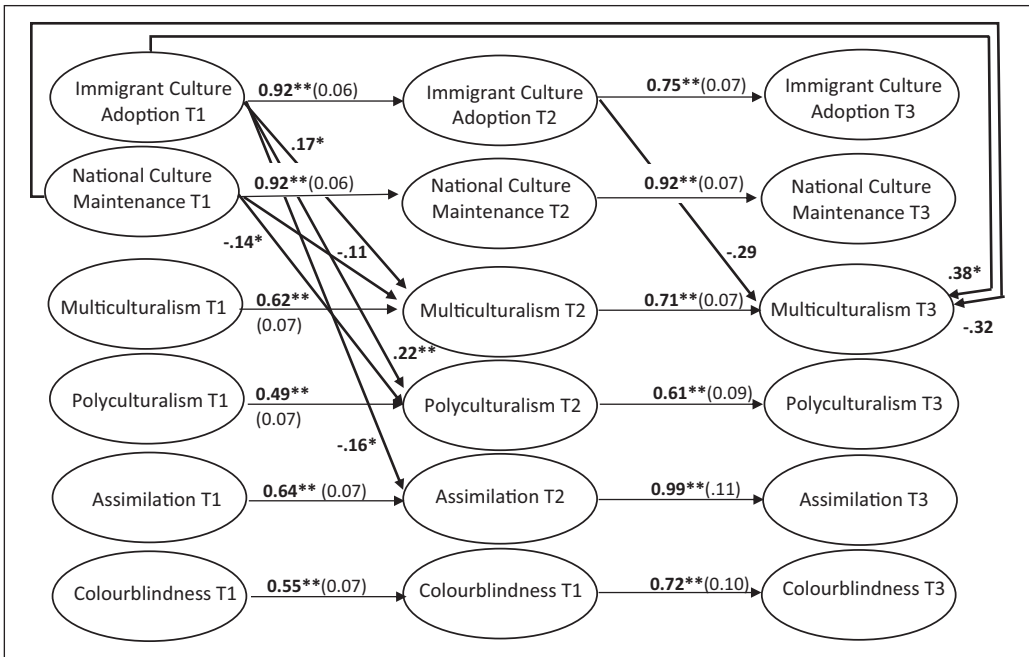 Immigrant Culture
Adoption T1
0.92**(0.06)
Immigrant Culture
Adoption T2
0.75**(0.07)
Immigrant Culture
Adoption T3
.17*
National Culture
Maintenance T1
0.92**(0.06)
National Culture
Maintenance T2
0.92**(0.07)
National Culture
Maintenance T3
-.14*
-.11
-.29
.38*
Multiculturalism T1
0.62**
(0.07)
Multiculturalism T2
0.71**(0.07)
Multiculturalism T3
-.32
.22**
Polyculturalism T1
0.49**
(0.07)
Polyculturalism T2
0.61**(0.09)
Polyculturalism T3
-.16*
Assimilation T1
0.64** (0.07)
Assimilation T2
0.99**(.11)
Assimilation T3
Colourblindness T1
0.55**(0.07)
Colourblindness T1
0.72**(0.10)
Colourblindness T3